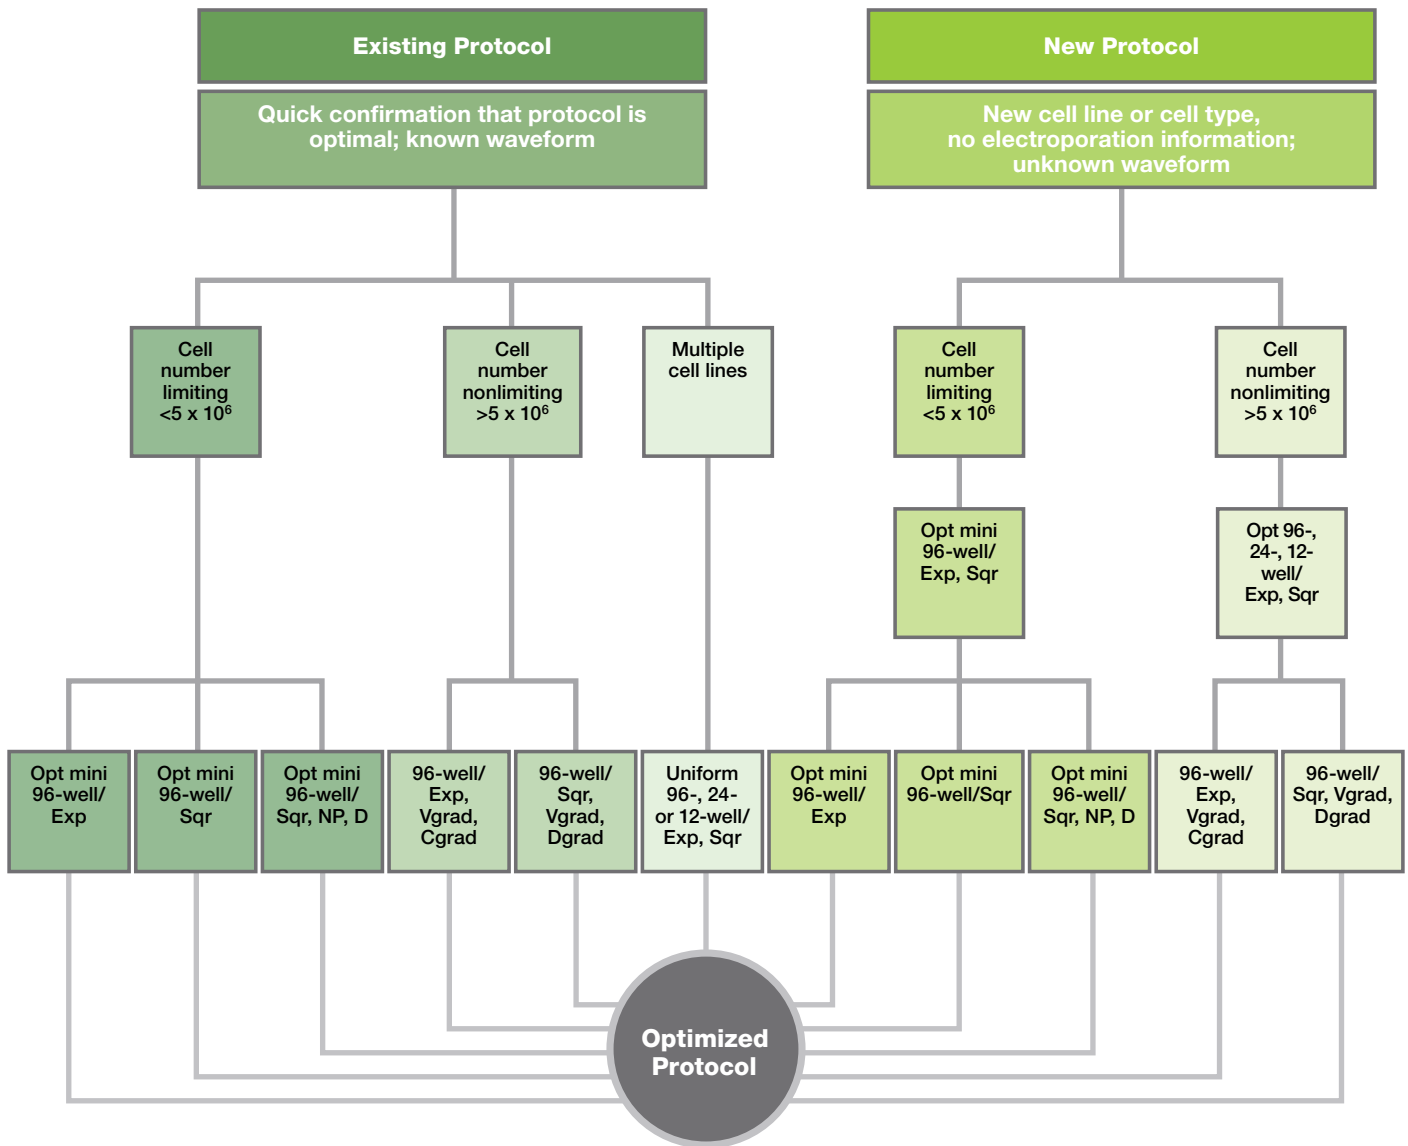 Existing Protocol
Quick confirmation that protocol is
optimal; known waveform
New Protocol
New cell line or cell type,
no electroporation information;
unknown waveform
Cell
number
limiting
<5 x 10⁶
Cell
number
nonlimiting
>5 x 10⁶
Multiple
cell lines
Cell
number
limiting
<5 x 10⁶
Cell
number
nonlimiting
>5 x 10⁶
Opt mini
96-well/
Exp, Sqr
Opt 96-,
24-, 12-
well/
Exp, Sqr
Opt mini
96-well/
Exp
Opt mini
96-well/
Sqr
Opt mini
96-well/
Sqr, NP, D
96-well/
Exp,
Vgrad,
Cgrad
96-well/
Sqr,
Vgrad,
Dgrad
Uniform
96-, 24-
or 12-well/
Exp, Sqr
Opt mini
96-well/
Exp
Opt mini
96-well/Sqr
Opt mini
96-well/
Sqr, NP, D
96-well/
Exp,
Vgrad,
Cgrad
96-well/
Sqr, Vgrad,
Dgrad
Optimized
Protocol